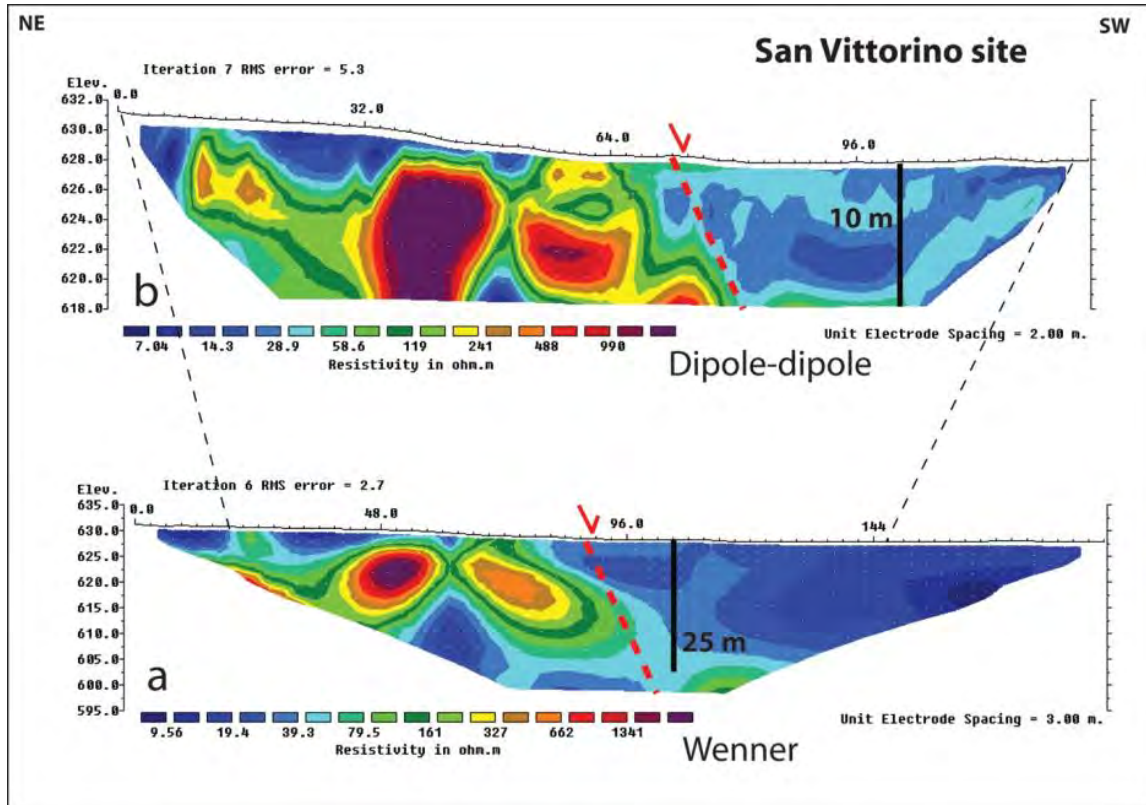 NE
SW
San Vittorino site
Iteration 7 RMS error = 5.3
Elev.
0.0
32.0
64.0
96.0
632.0
630.0
628.0
626.0
624.0
622.0
620.0
618.0
10 m
b
7.04 14.3 28.9 58.6 119 241 488 990
Resistivity in ohm.m
Unit Electrode Spacing = 2.00 m.
Dipole-dipole
Iteration 6 RMS error = 2.7
Elev.
0.0
48.0
96.0
144
635.0
630.0
625.0
620.0
615.0
610.0
605.0
600.0
595.0
25 m
a
9.56 19.4 39.3 79.5 161 327 662 1341
Resistivity in ohm.m
Unit Electrode Spacing = 3.00 m.
Wenner